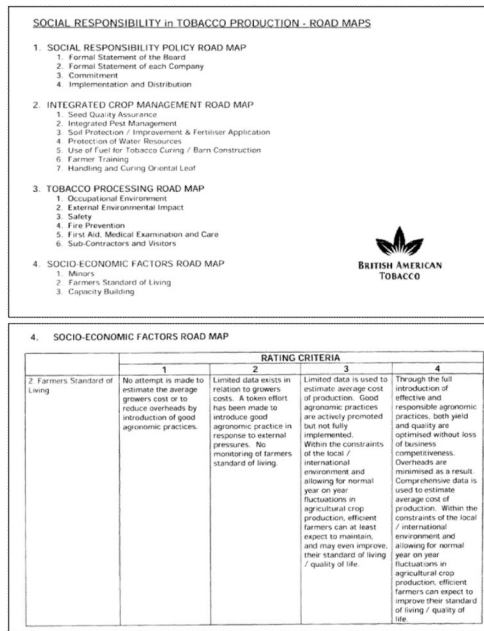 SOCIAL RESPONSIBILITY in TOBACCO PRODUCTION - ROAD MAPS
1. SOCIAL RESPONSIBILITY POLICY ROAD MAP
1. Formal Statement of the Board
2. Formal Statement of each Company
3. Commitment
4. Implementation and Distribution
2. INTEGRATED CROP MANAGEMENT ROAD MAP
1. Seed Quality Assurance
2. Integrated Pest Management
3. Soil Protection / Improvement & Fertiliser Application
4. Protection of Water Resources
5. Use of Fuel for Tobacco Curing / Barn Construction
6. Farmer Training
7. Handling and Curing Oriental Leaf
3. TOBACCO PROCESSING ROAD MAP
1. Occupational Environment
2. External Environmental Impact
3. Safety
4. Fire Prevention
5. First Aid, Medical Examination and Care
6. Sub-Contractors and Visitors
4. SOCIO-ECONOMIC FACTORS ROAD MAP
1. Minors
2. Farmers Standard of Living
3. Capacity Building
BRITISH AMERICAN
TOBACCO
4. SOCIO-ECONOMIC FACTORS ROAD MAP
RATING CRITERIA
1
2
3
4
2. Farmers Standard of
Living
No attempt is made to
estimate the average
growers cost or to
reduce overheads by
introduction of good
agronomic practices.
Limited data exists in
relation to growers
costs. A token effort
has been made to
introduce good
agronomic practice in
response to external
pressures. No
monitoring of farmers
standard of living.
Limited data is used to
estimate average cost
of production. Good
agronomic practices
are actively promoted
but not fully
implemented.
Within the constraints
of the local /
international
environment and
allowing for normal
year on year
fluctuations in
agricultural crop
production, efficient
farmers can at least
expect to maintain,
and may even improve,
their standard of living
/ quality of life.
Through the full
introduction of
effective and
responsible agronomic
practices, both yield
and quality are
optimised without loss
of business
competitiveness.
Overheads are
minimised as a result.
Comprehensive data is
used to estimate
average cost of
production. Within the
constraints of the local
/ international
environment and
allowing for normal
year on year
fluctuations in
agricultural crop
production, efficient
farmers can expect to
improve their standard
of living / quality of
life.